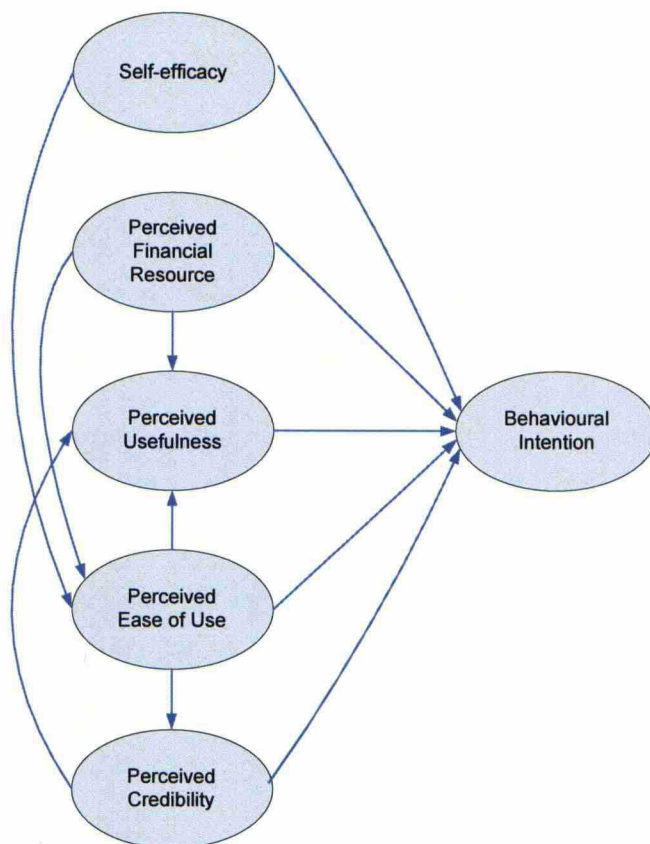 Self-efficacy
Perceived
Financial
Resource
Perceived
Usefulness
Behavioural
Intention
Perceived
Ease of Use
Perceived
Credibility